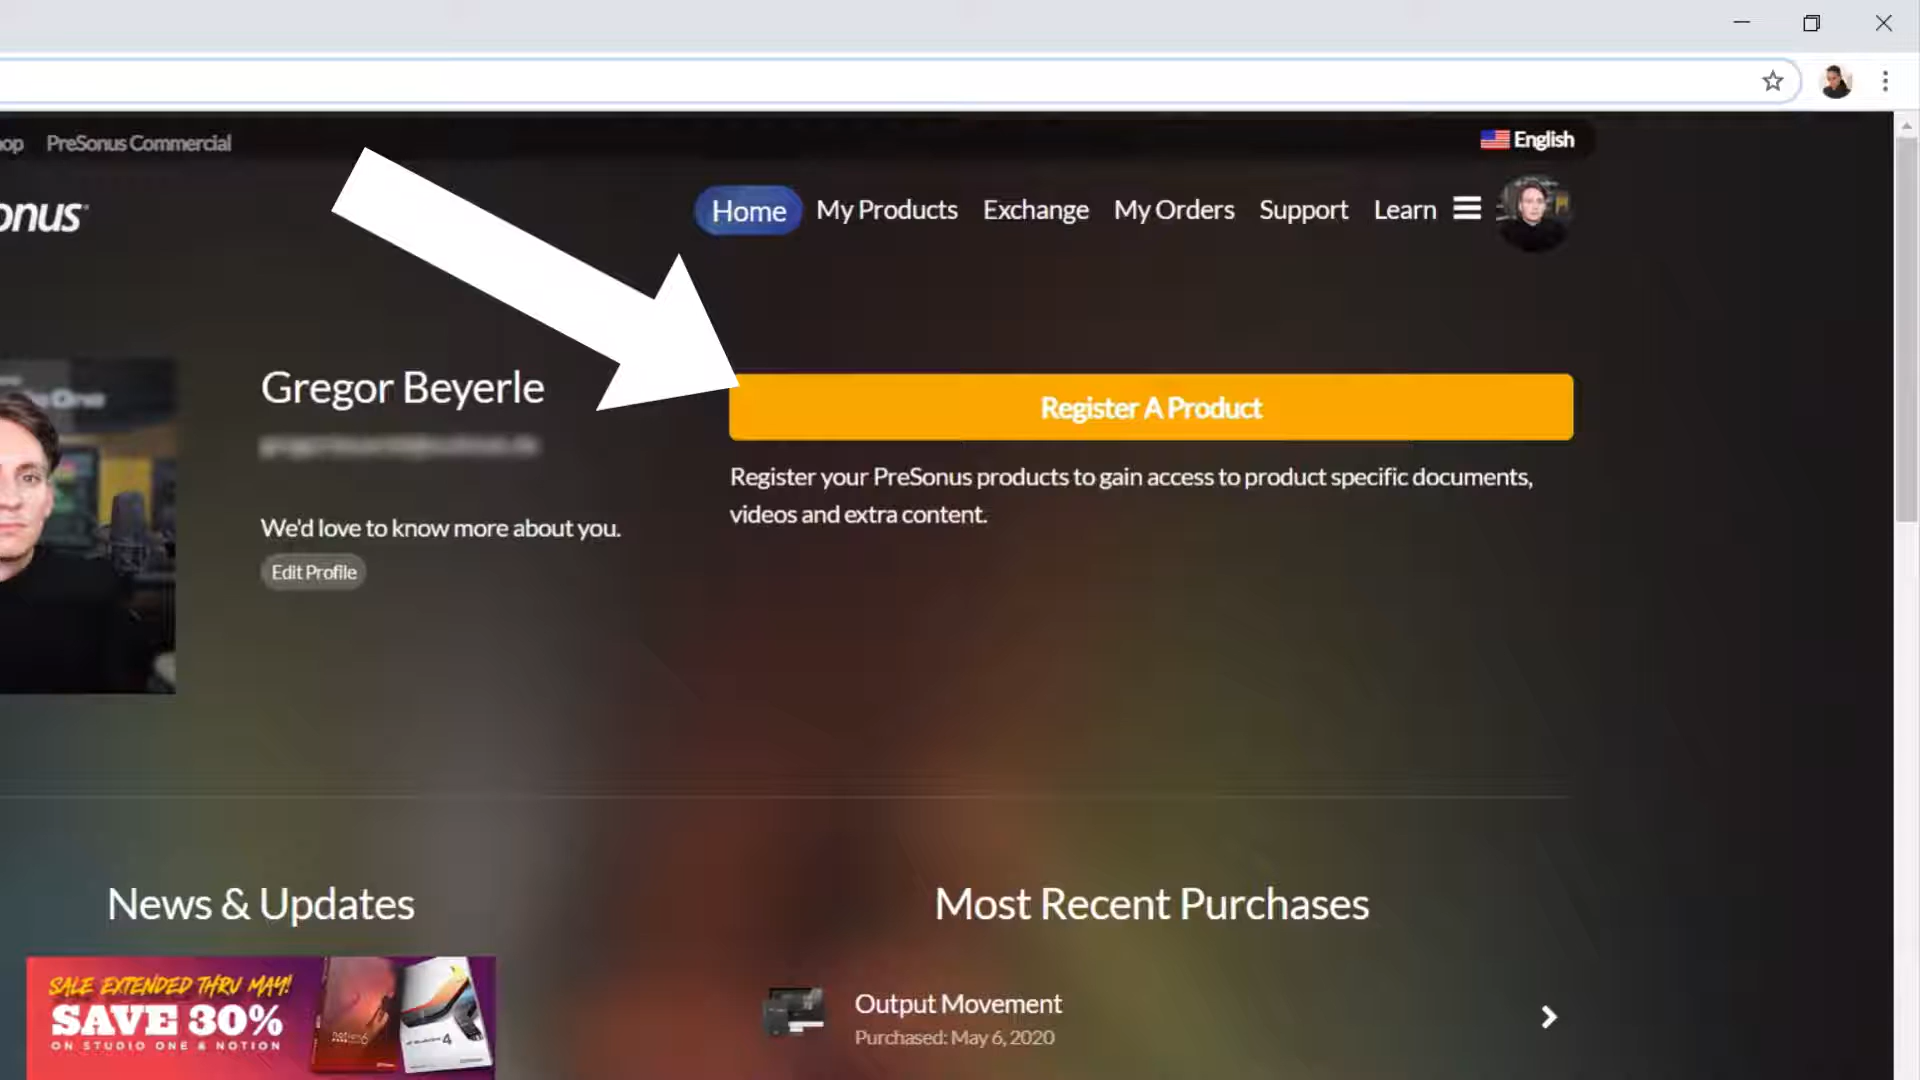 PreSonus Commercial
English
Home My Products Exchange My Orders Support Learn
Gregor Beyerle
Register A Product
Register your PreSonus products to gain access to product specific documents,
videos and extra content.
We'd love to know more about you.
Edit Profile
News & Updates
Most Recent Purchases
SALE EXTENDED THRU MAY!
SAVE 30%
ON STUDIO ONE & NOTION
Output Movement
Purchased: May 6, 2020